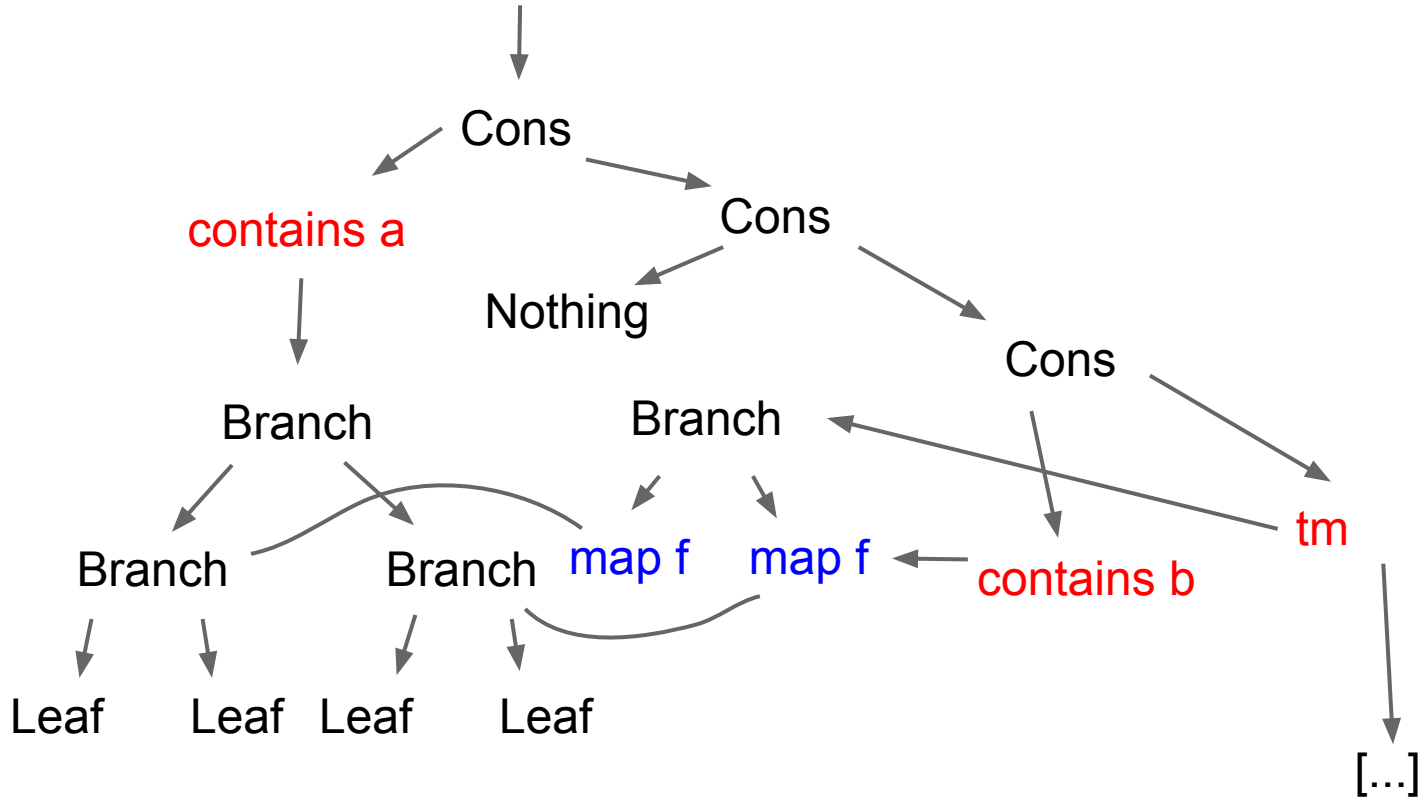 Cons
contains a
Cons
Nothing
Cons
Branch
Branch
tm
Branch
Branch
map f
map f
contains b
Leaf
Leaf
Leaf
Leaf
[...]